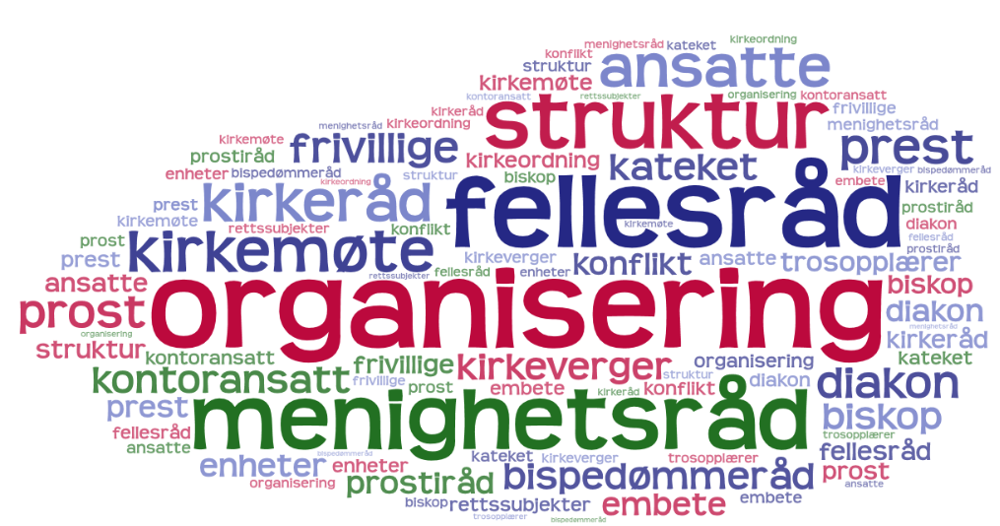 kirkeordning
menighetsråd kateket
konflikt
struktur ansatte
kirkemøte
kontoransatt rettssubjekter organisering kontoransatt
kirkeråd struktur frivillige
menighetsråd kirkeordning menighetsråd
kirkemøte frivillige prest
prostiråd kirkeordning kateket
enheter bispedømmeråd struktur biskop kirkeverger bispedømmeråd
kirkeordning embete kirkeråd
prest kirkeråd fellesråd prostiråd
kirkemøte rettssubjekter konflikt kirkemøte diakon
prost kirkemøte fellesråd
prest kirkeverger konflikt ansatte trosopplærer prostiråd
rettssubjekter fellesråd enheter
ansatte organisering biskop
prost diakon
organisering menighetsråd
struktur kirkeråd
kontoransatt frivillige kirkeverger organisering kateket
kontoransatt frivillige prost embete struktur diakon diakon
kirkeråd konflikt
prest menighetsråd biskop
fellesråd trosopplærer
ansatte fellesråd
bispedømmeråd kateket kirkeverger trosopplærer
enheter enheter bispedømmeråd prost
organisering prostiråd ansatte
biskop rettssubjekter embete embete
trosopplærer bispedømmeråd